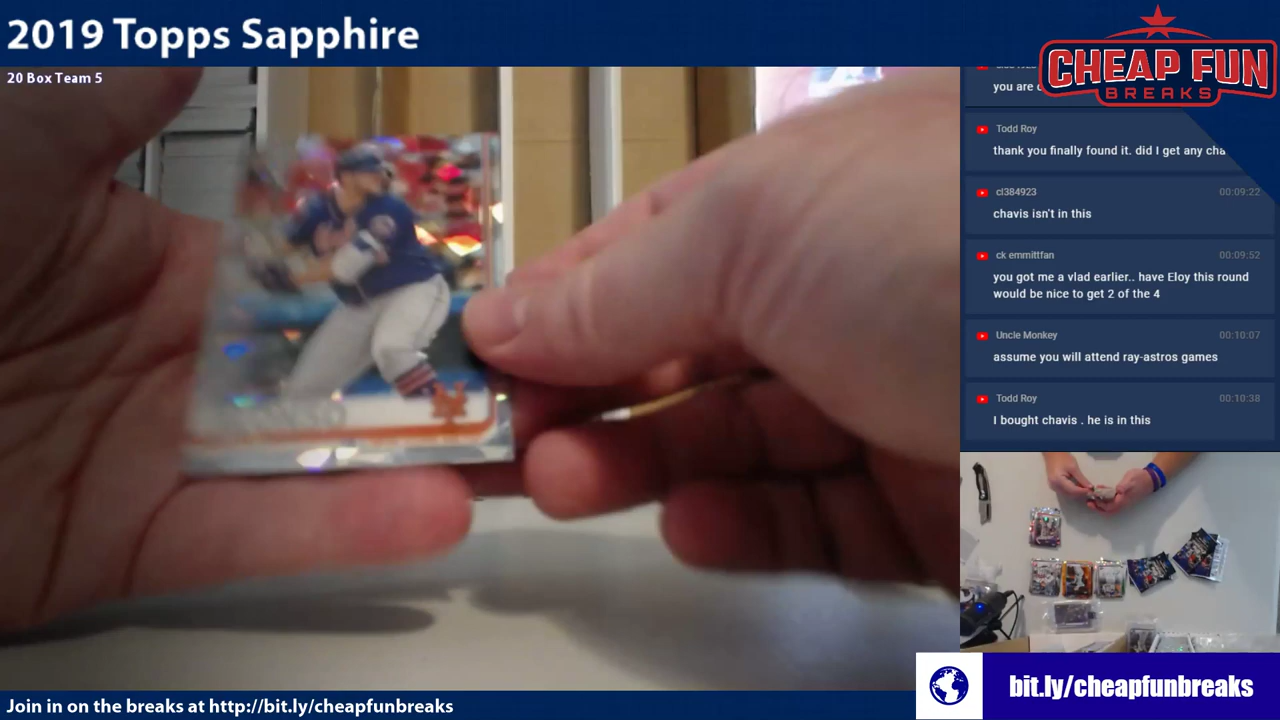 2019 Topps Sapphire
20 Box Team 5
CHEAP FUN
BREAKS
you are
Todd Roy
thank you finally found it. did I get any cha
cl384923 00:09:22
chavis isn't in this
ck emmittfan 00:09:52
you got me a vlad earlier.. have Eloy this round
would be nice to get 2 of the 4
Uncle Monkey 00:10:07
assume you will attend ray-astros games
Todd Roy 00:10:38
I bought chavis . he is in this
bit.ly/cheapfunbreaks
Join in on the breaks at http://bit.ly/cheapfunbreaks